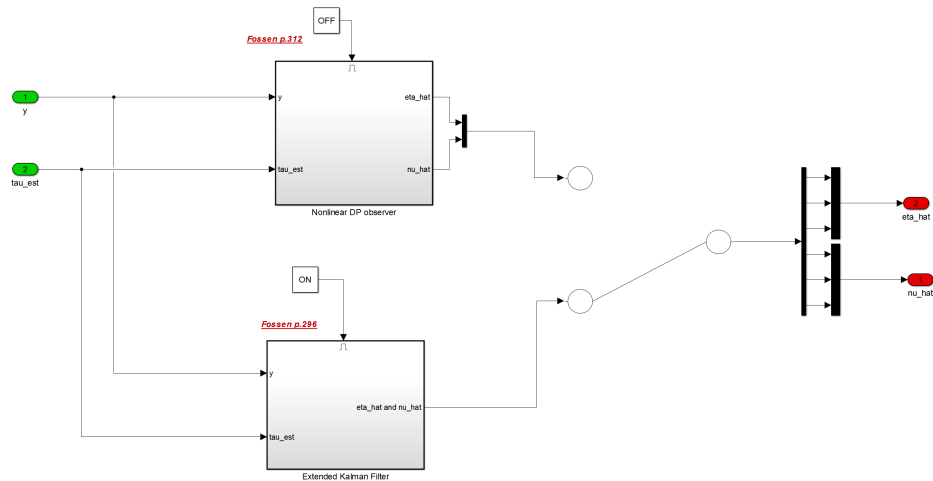 OFF
Fossen p.312
1
y
y
eta_hat
2
tau_est
tau_est
nu_hat
Nonlinear DP observer
2
eta_hat
ON
1
nu_hat
Fossen p.296
y
eta_hat and nu_hat
tau_est
Extended Kalman Filter